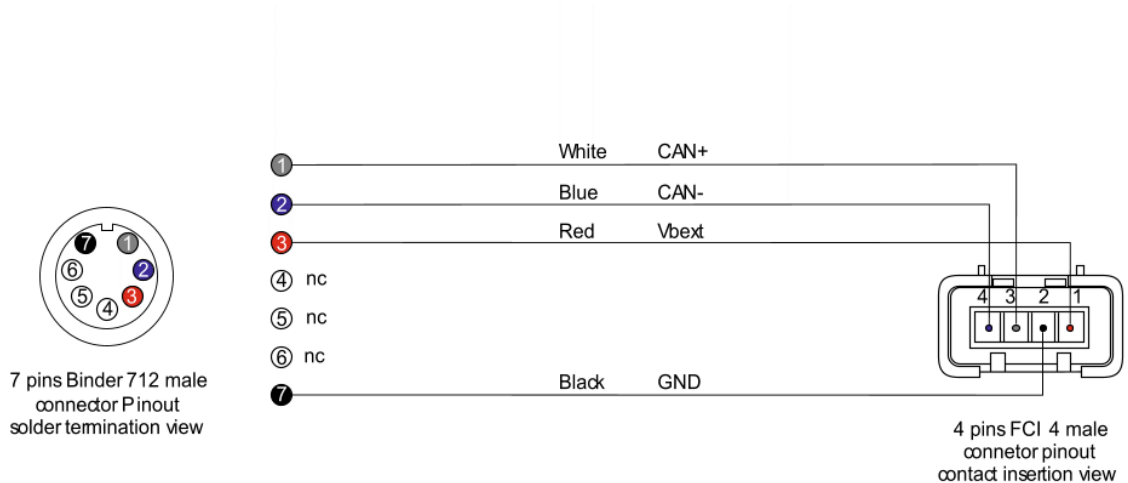 1 White CAN+
2 Blue CAN-
3 Red Vbext
4 nc
5 nc
6 nc
7 Black GND
7 1
6 2
5 3
4
7 pins Binder 712 male
connector Pinout
solder termination view
4 3 2 1
4 pins FCI 4 male
connetor pinout
contact insertion view